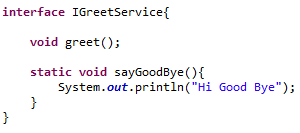 interface IGreetService{
void greet();
static void sayGoodBye(){
System.out.println("Hi Good Bye");
}
}